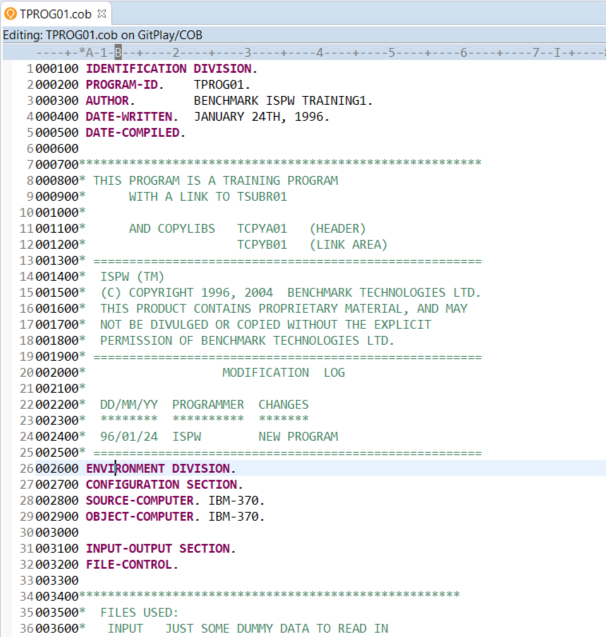 TPROG01.cob
Editing: TPROG01.cob on GitPlay/COB
----+-*A-1-B--+----2----+----3----+----4----+----5----+----6----+----7--I-+----8
1 000100 IDENTIFICATION DIVISION.
2 000200 PROGRAM-ID.    TPROG01.
3 000300 AUTHOR.        BENCHMARK ISPW TRAINING1.
4 000400 DATE-WRITTEN.  JANUARY 24TH, 1996.
5 000500 DATE-COMPILED.
6 000600
7 000700********************************************************
8 000800* THIS PROGRAM IS A TRAINING PROGRAM
9 000900*      WITH A LINK TO TSUBR01
10 001000*
11 001100*      AND COPYLIBS   TCPYA01   (HEADER)
12 001200*                     TCPYB01   (LINK AREA)
13 001300* ======================================================
14 001400*  ISPW (TM)
15 001500*  (C) COPYRIGHT 1996, 2004  BENCHMARK TECHNOLOGIES LTD.
16 001600*  THIS PRODUCT CONTAINS PROPRIETARY MATERIAL, AND MAY
17 001700*  NOT BE DIVULGED OR COPIED WITHOUT THE EXPLICIT
18 001800*  PERMISSION OF BENCHMARK TECHNOLOGIES LTD.
19 001900* ======================================================
20 002000*                   MODIFICATION  LOG
21 002100*
22 002200*  DD/MM/YY  PROGRAMMER  CHANGES
23 002300*  ********  **********  *******
24 002400*  96/01/24  ISPW        NEW PROGRAM
25 002500* ======================================================
26 002600 ENVIRONMENT DIVISION.
27 002700 CONFIGURATION SECTION.
28 002800 SOURCE-COMPUTER. IBM-370.
29 002900 OBJECT-COMPUTER. IBM-370.
30 003000
31 003100 INPUT-OUTPUT SECTION.
32 003200 FILE-CONTROL.
33 003300
34 003400*****************************************************
35 003500*  FILES USED:
36 003600*   INPUT   JUST SOME DUMMY DATA TO READ IN